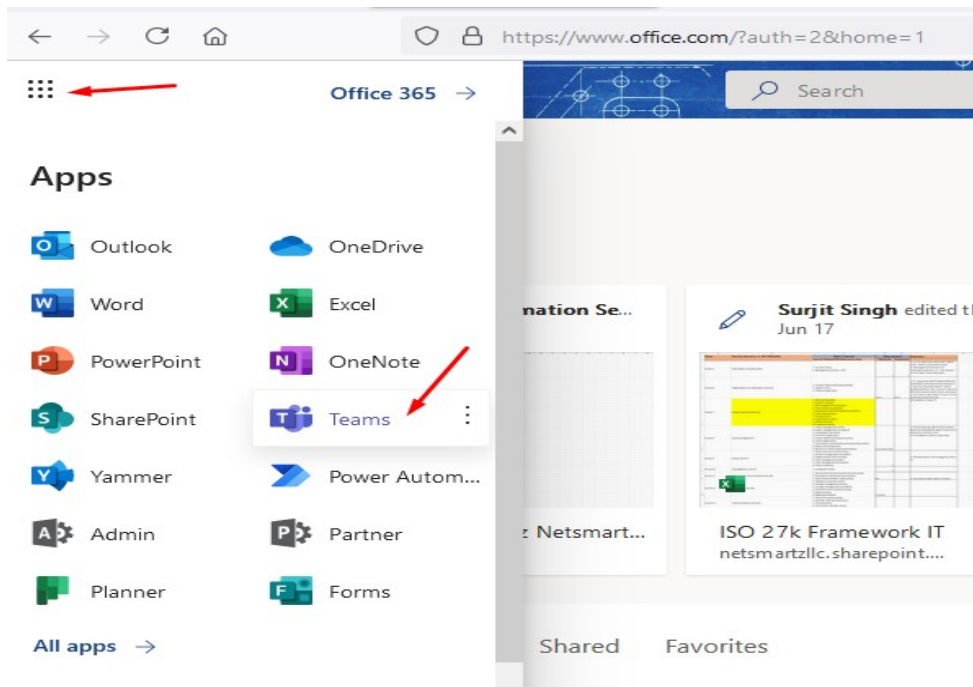 https://www.office.com/?auth=2&home=1
Office 365 →
Search
Apps
Outlook
OneDrive
Word
Excel
PowerPoint
OneNote
SharePoint
Teams
Yammer
Power Autom...
Admin
Partner
Planner
Forms
All apps →
mation Se...
z Netsmart...
Surjit Singh edited th
Jun 17
ISO 27k Framework IT
netsmartzllc.sharepoint....
Shared
Favorites